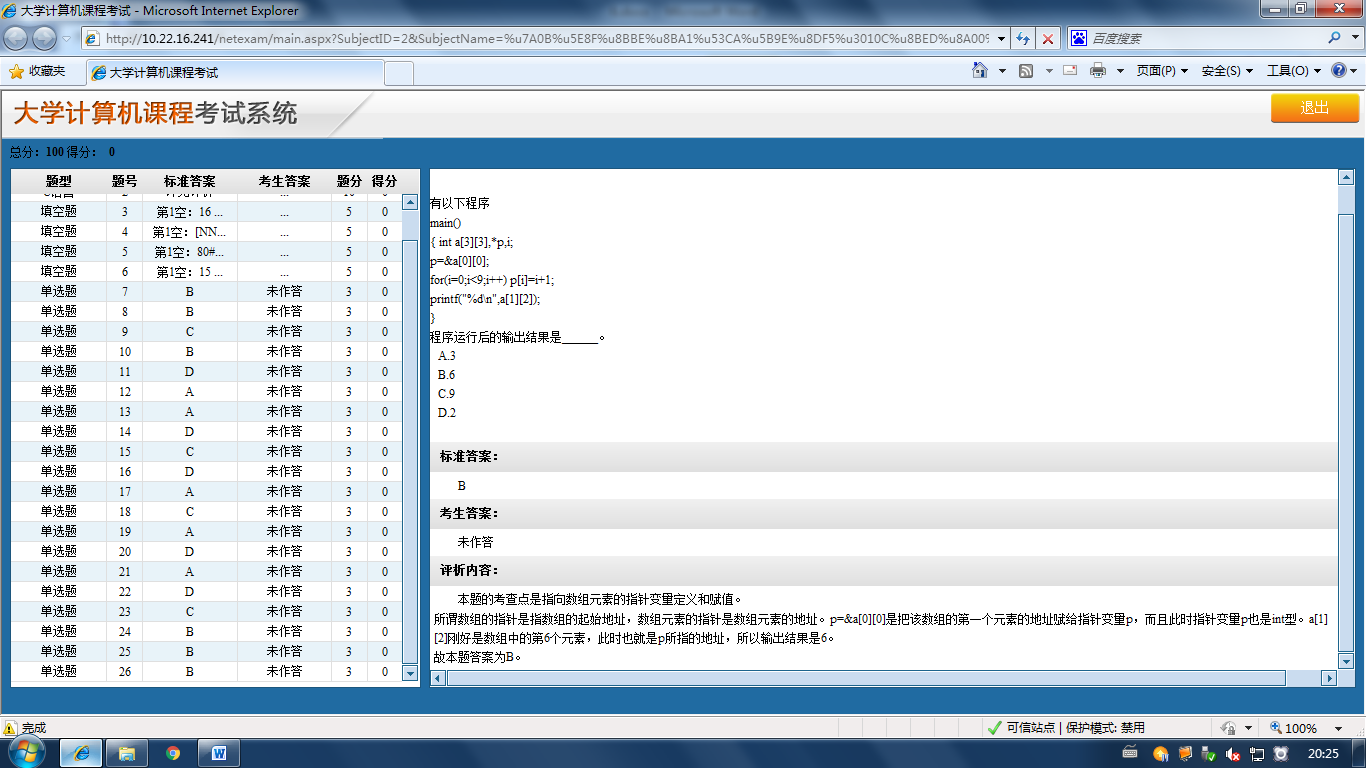 大学计算机课程考试 - Microsoft Internet Explorer
http://10.22.16.241/netexam/main.aspx?SubjectID=2&SubjectName=%u7A0B%u5E8F%u8BBE%u8BA1%u53CA%u5B9E%u8DF5%u3010C%u8BED%u8A00%
百度搜索
收藏夹
大学计算机课程考试
页面(P)
安全(S)
工具(O)
大学计算机课程考试系统
退出
总分：100 得分： 0
题型 题号 标准答案 考生答案 题分 得分
填空题 3 第1空：16 ... ... 5 0
填空题 4 第1空：[NN... ... 5 0
填空题 5 第1空：80#... ... 5 0
填空题 6 第1空：15 ... ... 5 0
单选题 7 B 未作答 3 0
单选题 8 B 未作答 3 0
单选题 9 C 未作答 3 0
单选题 10 B 未作答 3 0
单选题 11 D 未作答 3 0
单选题 12 A 未作答 3 0
单选题 13 A 未作答 3 0
单选题 14 D 未作答 3 0
单选题 15 C 未作答 3 0
单选题 16 D 未作答 3 0
单选题 17 A 未作答 3 0
单选题 18 C 未作答 3 0
单选题 19 A 未作答 3 0
单选题 20 D 未作答 3 0
单选题 21 A 未作答 3 0
单选题 22 D 未作答 3 0
单选题 23 C 未作答 3 0
单选题 24 B 未作答 3 0
单选题 25 B 未作答 3 0
单选题 26 B 未作答 3 0
有以下程序
main()
{ int a[3][3],*p,i;
p=&a[0][0];
for(i=0;i<9;i++) p[i]=i+1;
printf("%d\n",a[1][2]);
}
程序运行后的输出结果是______。
A.3
B.6
C.9
D.2
标准答案：
B
考生答案：
未作答
评析内容：
本题的考查点是指向数组元素的指针变量定义和赋值。
所谓数组的指针是指数组的起始地址，数组元素的指针是数组元素的地址。p=&a[0][0]是把该数组的第一个元素的地址赋给指针变量p，而且此时指针变量p也是int型。a[1]
[2]刚好是数组中的第6个元素，此时也就是p所指的地址，所以输出结果是6。
故本题答案为B。
完成
可信站点 | 保护模式: 禁用
100%
20:25